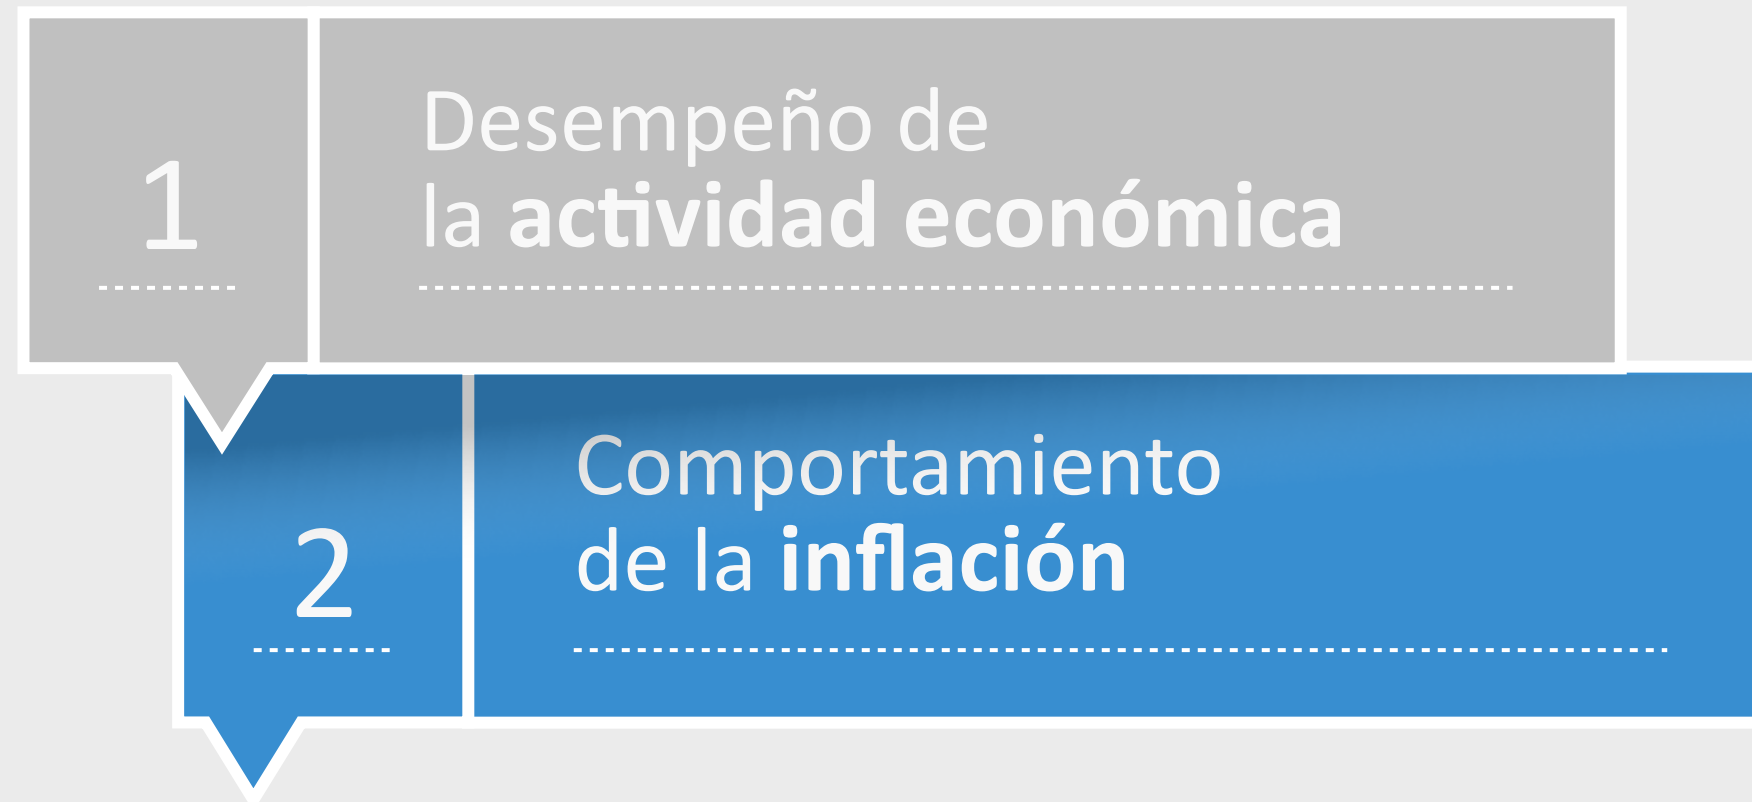 1
Desempeño de
la actividad económica
2
Comportamiento
de la inflación